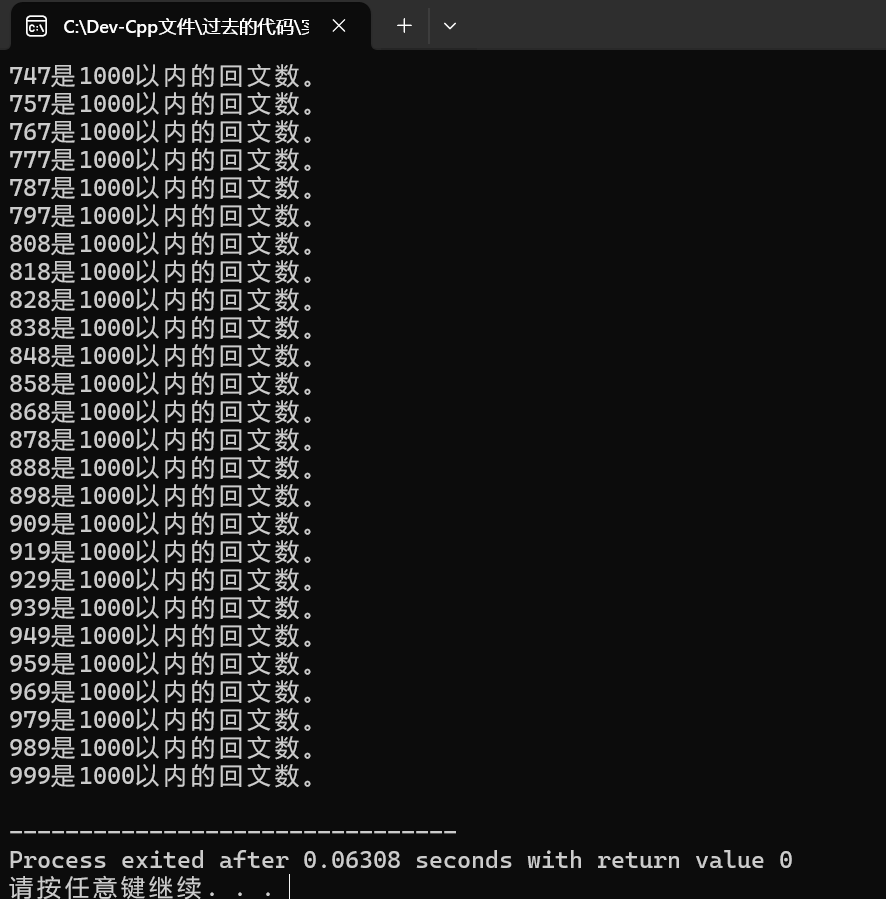 C:\Dev-Cpp文件\过去的代码\
747是1000以内的回文数。
757是1000以内的回文数。
767是1000以内的回文数。
777是1000以内的回文数。
787是1000以内的回文数。
797是1000以内的回文数。
808是1000以内的回文数。
818是1000以内的回文数。
828是1000以内的回文数。
838是1000以内的回文数。
848是1000以内的回文数。
858是1000以内的回文数。
868是1000以内的回文数。
878是1000以内的回文数。
888是1000以内的回文数。
898是1000以内的回文数。
909是1000以内的回文数。
919是1000以内的回文数。
929是1000以内的回文数。
939是1000以内的回文数。
949是1000以内的回文数。
959是1000以内的回文数。
969是1000以内的回文数。
979是1000以内的回文数。
989是1000以内的回文数。
999是1000以内的回文数。
--------------------------------
Process exited after 0.06308 seconds with return value 0
请按任意键继续. . .